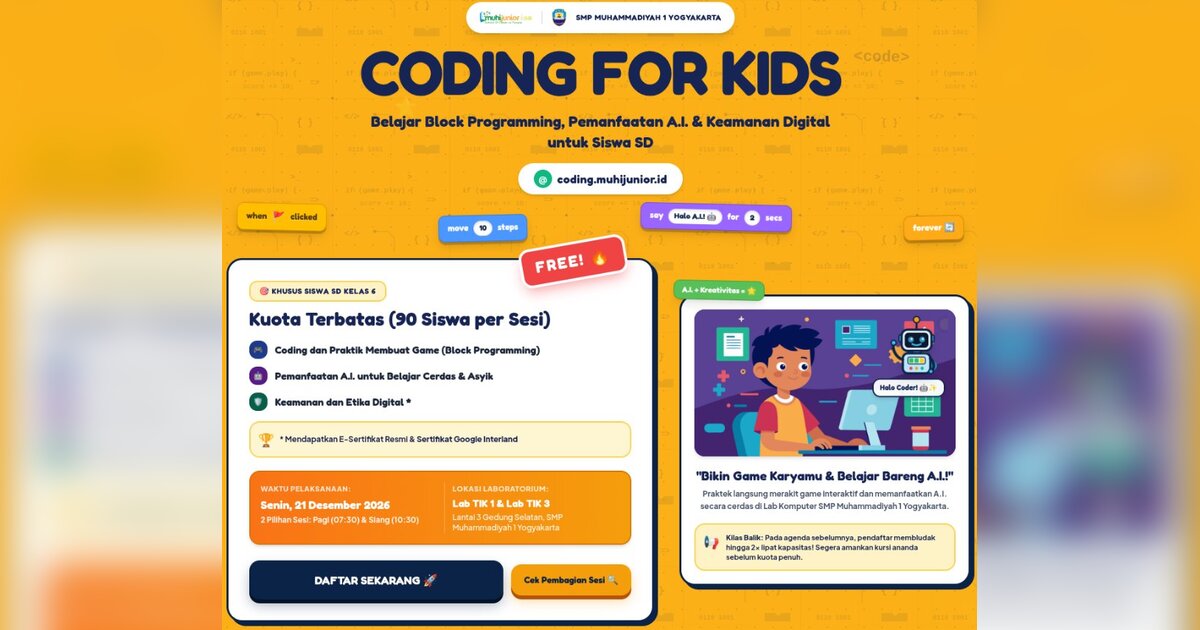 muhijunior
SMP MUHAMMADIYAH 1 YOGYAKARTA
CODING FOR KIDS
<code>
Belajar Block Programming, Pemanfaatan A.I. & Keamanan Digital
untuk Siswa SD
@ coding.muhijunior.id
when 🚩 clicked
move 10 steps
say Halo A.I.! 🤖 for 2 secs
forever 🔄
FREE! 🔥
🎯 KHUSUS SISWA SD KELAS 6
Kuota Terbatas (90 Siswa per Sesi)
Coding dan Praktik Membuat Game (Block Programming)
Pemanfaatan A.I. untuk Belajar Cerdas & Asyik
Keamanan dan Etika Digital *
* Mendapatkan E-Sertifikat Resmi & Sertifikat Google Interland
WAKTU PELAKSANAAN:
Senin, 21 Desember 2026
2 Pilihan Sesi: Pagi (07:30) & Siang (10:30)
LOKASI LABORATORIUM:
Lab TIK 1 & Lab TIK 3
Lantai 3 Gedung Selatan, SMP
Muhammadiyah 1 Yogyakarta
DAFTAR SEKARANG 🚀
Cek Pembagian Sesi 🔍
A.I. + Kreativitas = ⭐
Halo Coder! 🤖✨
"Bikin Game Karyamu & Belajar Bareng A.I.!"
Praktek langsung merakit game interaktif dan memanfaatkan A.I.
secara cerdas di Lab Komputer SMP Muhammadiyah 1 Yogyakarta.
Kilas Balik: Pada agenda sebelumnya, pendaftar membludak
hingga 2x lipat kapasitas! Segera amankan kursi ananda
sebelum kuota penuh.